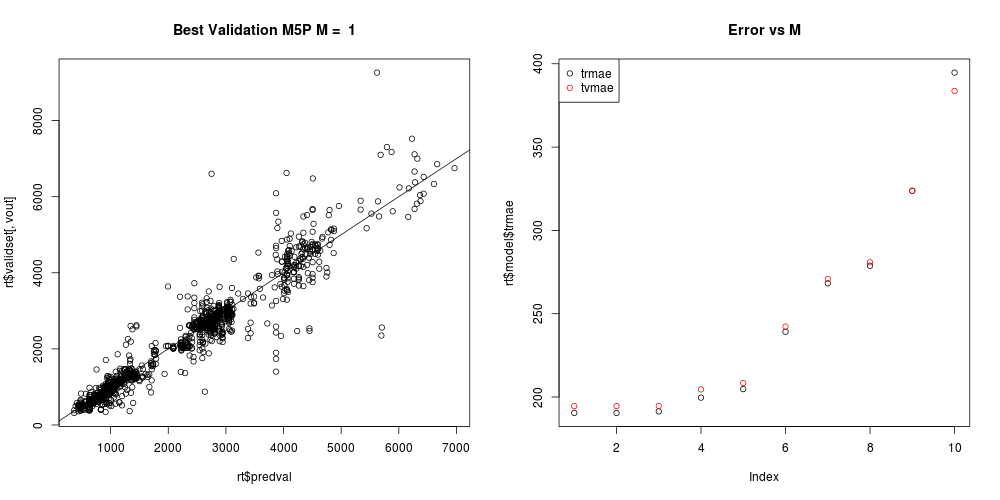 Best Validation M5P M = 1
rt$validset[, vout]
8000
6000
4000
2000
0
1000 2000 3000 4000 5000 6000 7000
rt$predval
Error vs M
trmae
tvmae
rt$model$trmae
400
350
300
250
200
2 4 6 8 10
Index